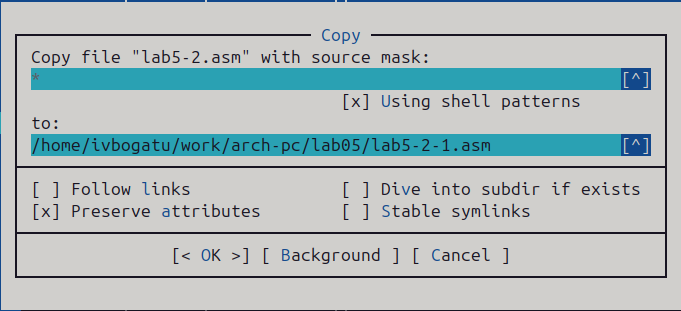 Copy
Copy file "lab5-2.asm" with source mask:
* [^]
[x] Using shell patterns
to:
/home/ivbogatu/work/arch-pc/lab05/lab5-2-1.asm [^]
[ ] Follow links [ ] Dive into subdir if exists
[x] Preserve attributes [ ] Stable symlinks
[< OK >] [ Background ] [ Cancel ]